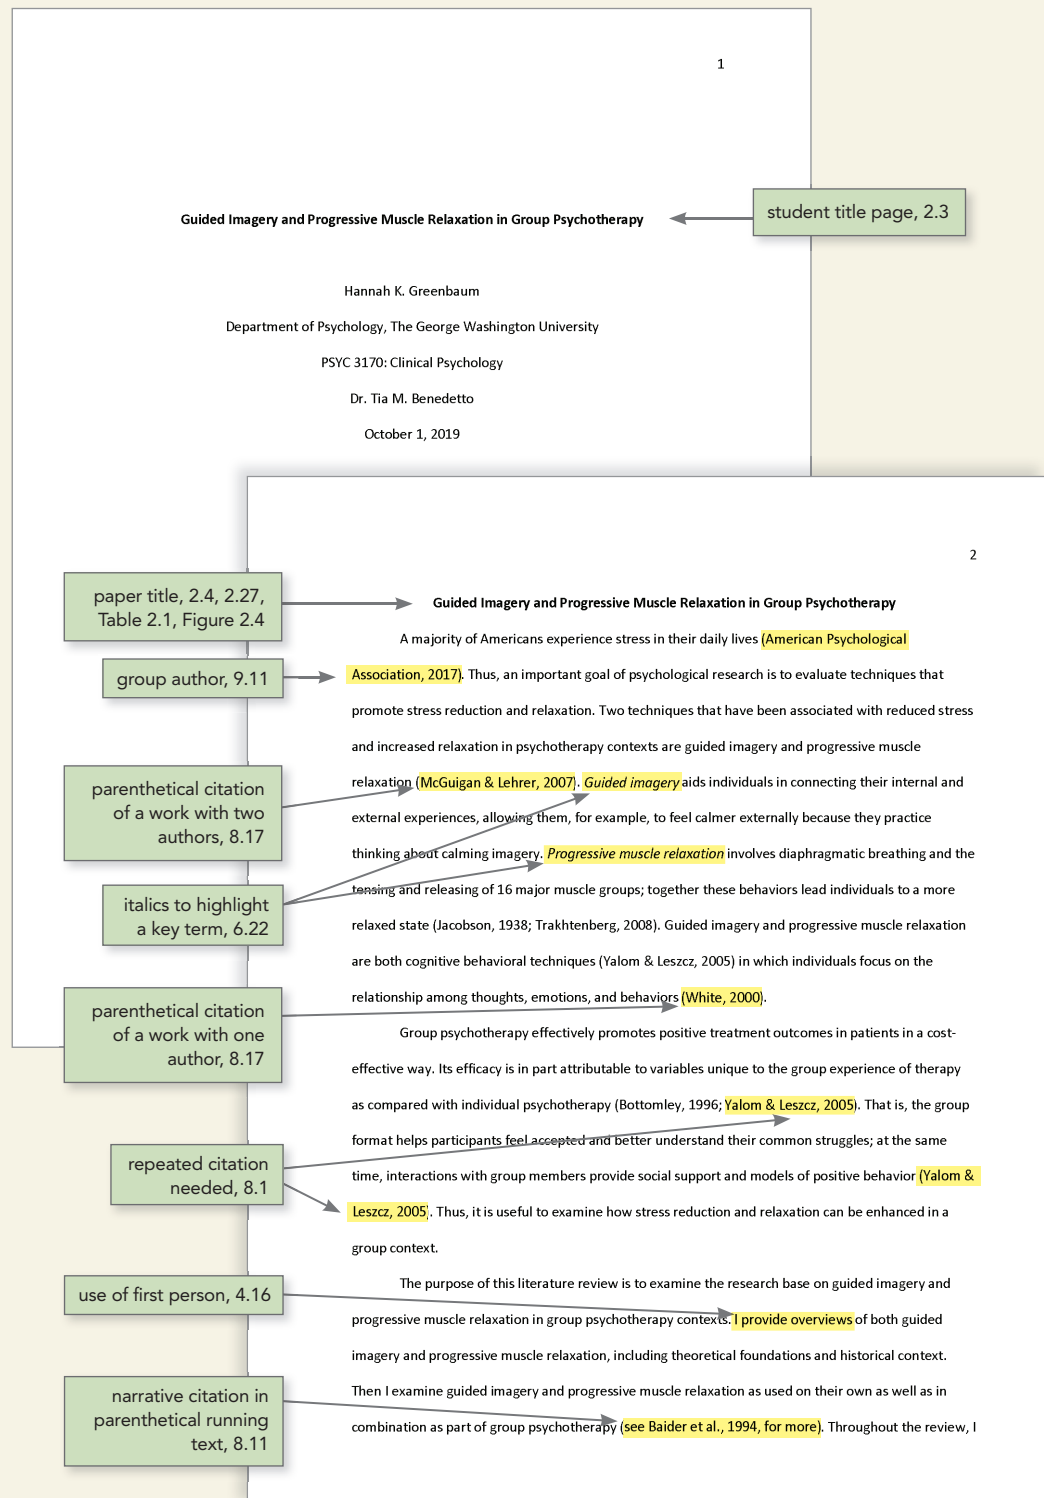 1
Guided Imagery and Progressive Muscle Relaxation in Group Psychotherapy
student title page, 2.3
Hannah K. Greenbaum
Department of Psychology, The George Washington University
PSYC 3170: Clinical Psychology
Dr. Tia M. Benedetto
October 1, 2019
2
paper title, 2.4, 2.27,
Table 2.1, Figure 2.4
Guided Imagery and Progressive Muscle Relaxation in Group Psychotherapy
A majority of Americans experience stress in their daily lives (American Psychological
group author, 9.11
Association, 2017). Thus, an important goal of psychological research is to evaluate techniques that
promote stress reduction and relaxation. Two techniques that have been associated with reduced stress
and increased relaxation in psychotherapy contexts are guided imagery and progressive muscle
parenthetical citation
of a work with two
authors, 8.17
relaxation (McGuigan & Lehrer, 2007). Guided imagery aids individuals in connecting their internal and
external experiences, allowing them, for example, to feel calmer externally because they practice
thinking about calming imagery. Progressive muscle relaxation involves diaphragmatic breathing and the
italics to highlight
a key term, 6.22
tensing and releasing of 16 major muscle groups; together these behaviors lead individuals to a more
relaxed state (Jacobson, 1938; Trakhtenberg, 2008). Guided imagery and progressive muscle relaxation
are both cognitive behavioral techniques (Yalom & Leszcz, 2005) in which individuals focus on the
parenthetical citation
of a work with one
author, 8.17
relationship among thoughts, emotions, and behaviors (White, 2000).
Group psychotherapy effectively promotes positive treatment outcomes in patients in a cost-
effective way. Its efficacy is in part attributable to variables unique to the group experience of therapy
as compared with individual psychotherapy (Bottomley, 1996; Yalom & Leszcz, 2005). That is, the group
format helps participants feel accepted and better understand their common struggles; at the same
repeated citation
needed, 8.1
time, interactions with group members provide social support and models of positive behavior (Yalom &
Leszcz, 2005). Thus, it is useful to examine how stress reduction and relaxation can be enhanced in a
group context.
use of first person, 4.16
The purpose of this literature review is to examine the research base on guided imagery and
progressive muscle relaxation in group psychotherapy contexts. I provide overviews of both guided
imagery and progressive muscle relaxation, including theoretical foundations and historical context.
narrative citation in
parenthetical running
text, 8.11
Then I examine guided imagery and progressive muscle relaxation as used on their own as well as in
combination as part of group psychotherapy (see Baider et al., 1994, for more). Throughout the review, I